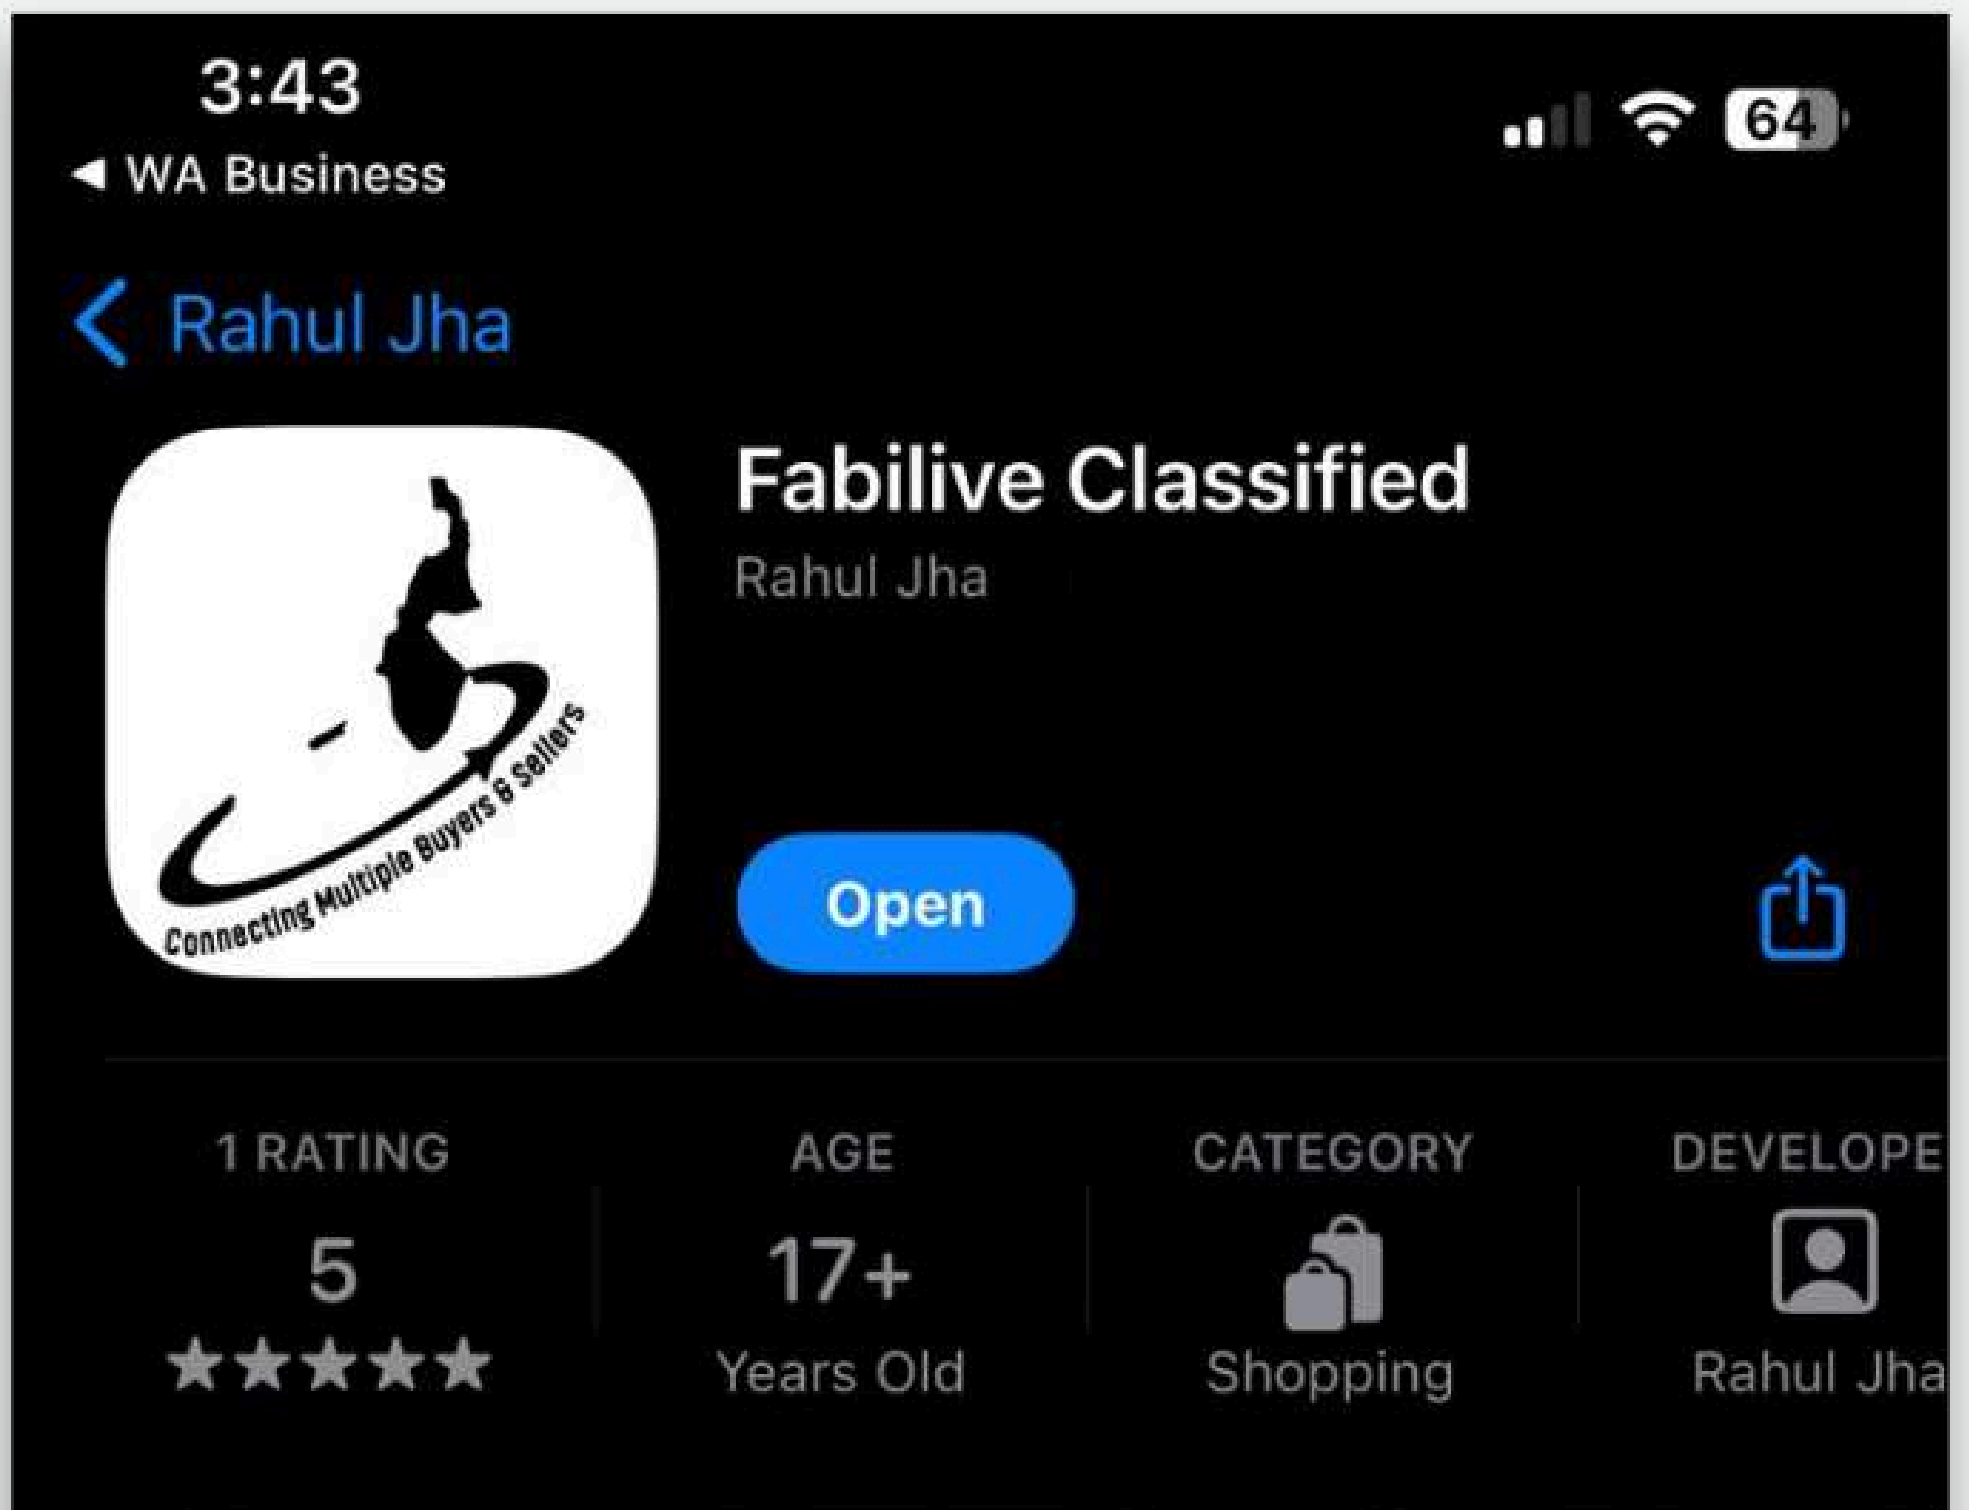 3:43
64
◀ WA Business
Rahul Jha
Fabilive Classified
Rahul Jha
Connecting Multiple Buyers & Sellers
Open
1 RATING
AGE
CATEGORY
DEVELOPE
5
17+
Years Old
Shopping
Rahul Jha